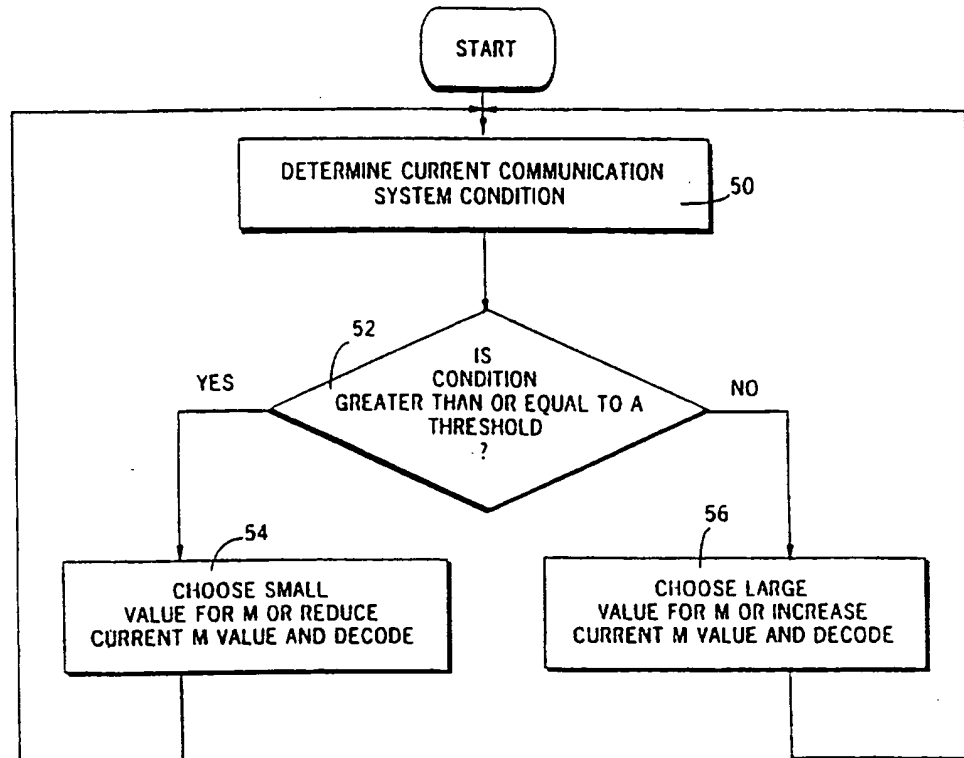 START
DETERMINE CURRENT COMMUNICATION
SYSTEM CONDITION
50
52
IS
CONDITION
GREATER THAN OR EQUAL TO A
THRESHOLD
?
YES
NO
54
CHOOSE SMALL
VALUE FOR M OR REDUCE
CURRENT M VALUE AND DECODE
56
CHOOSE LARGE
VALUE FOR M OR INCREASE
CURRENT M VALUE AND DECODE